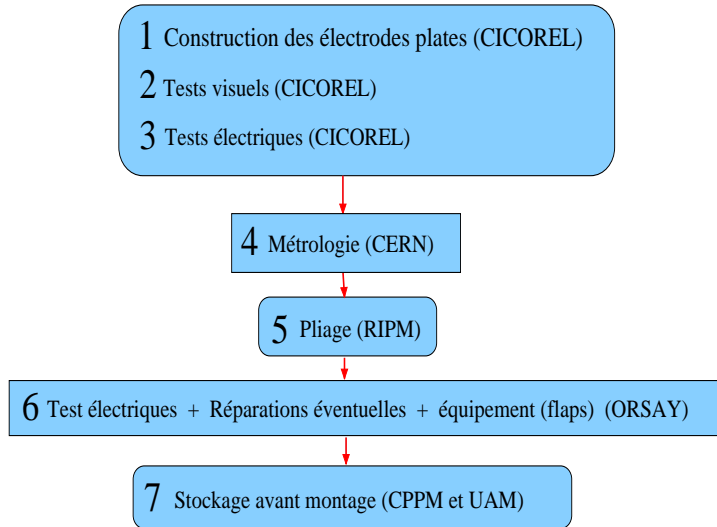 1 Construction des électrodes plates (CICOREL)
2 Tests visuels (CICOREL)
3 Tests électriques (CICOREL)
4 Métrologie (CERN)
5 Pliage (RIPM)
6 Test électriques + Réparations éventuelles + équipement (flaps) (ORSAY)
7 Stockage avant montage (CPPM et UAM)